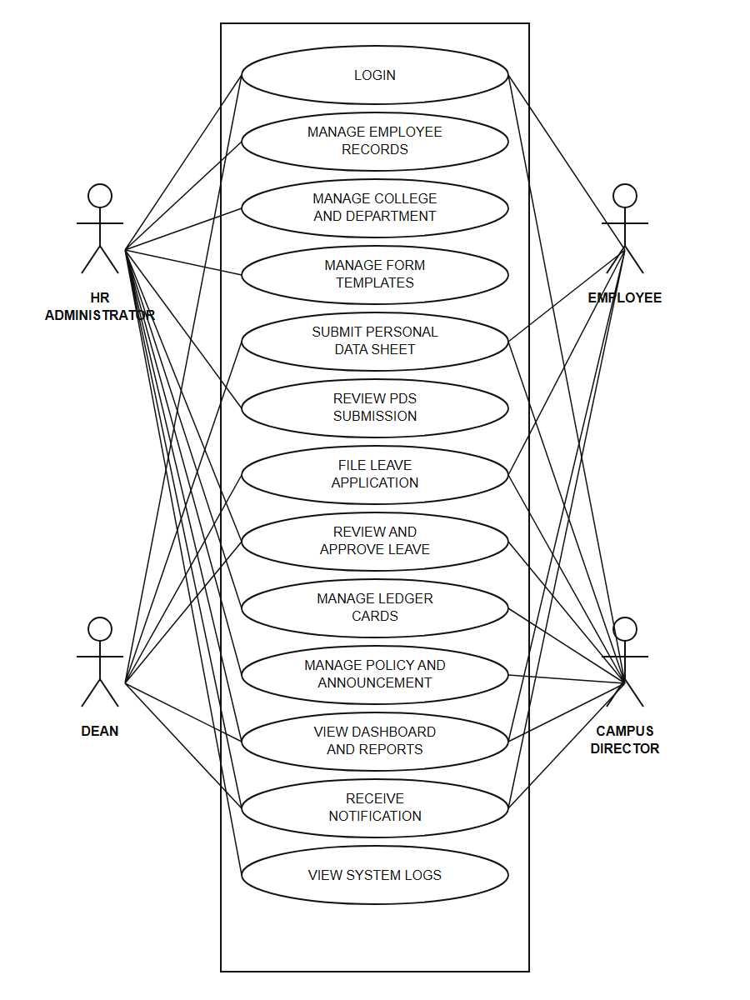 LOGIN
MANAGE EMPLOYEE
RECORDS
MANAGE COLLEGE
AND DEPARTMENT
MANAGE FORM
TEMPLATES
HR
ADMINISTRATOR
EMPLOYEE
SUBMIT PERSONAL
DATA SHEET
REVIEW PDS
SUBMISSION
FILE LEAVE
APPLICATION
REVIEW AND
APPROVE LEAVE
MANAGE LEDGER
CARDS
MANAGE POLICY AND
ANNOUNCEMENT
DEAN
CAMPUS
DIRECTOR
VIEW DASHBOARD
AND REPORTS
RECEIVE
NOTIFICATION
VIEW SYSTEM LOGS